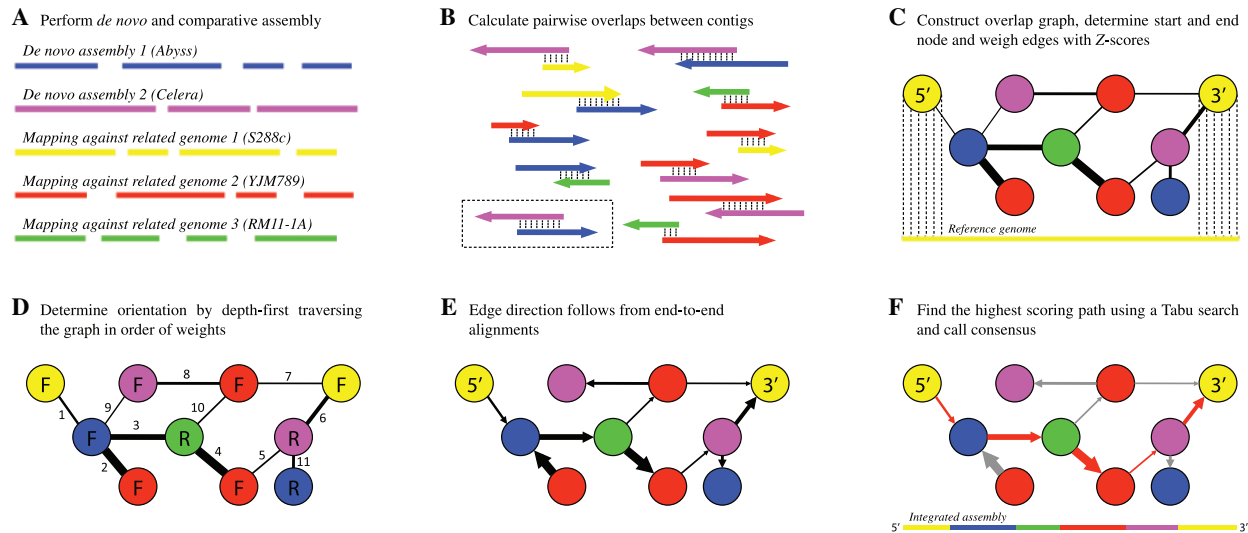 A Perform de novo and comparative assembly
De novo assembly 1 (Abyss)
De novo assembly 2 (Celera)
Mapping against related genome 1 (S288c)
Mapping against related genome 2 (YJM789)
Mapping against related genome 3 (RM11-1A)
B Calculate pairwise overlaps between contigs
C Construct overlap graph, determine start and end
node and weigh edges with Z-scores
5′ 3′
Reference genome
D Determine orientation by depth-first traversing
the graph in order of weights
F F 8 F 7 F
1 9 10 6
F 3 R R
2 4 5 11
F F R
E Edge direction follows from end-to-end
alignments
5′ 3′
F Find the highest scoring path using a Tabu search
and call consensus
5′ 3′
Integrated assembly
5′ 3′